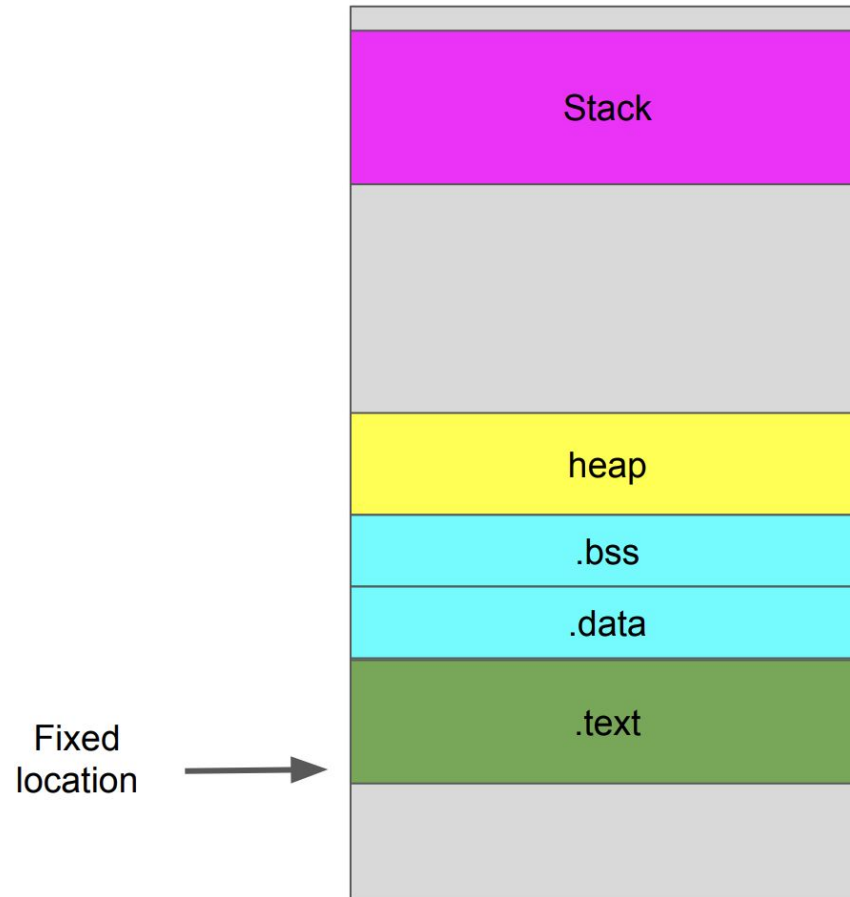 Stack
heap
.bss
.data
.text
Fixed
location